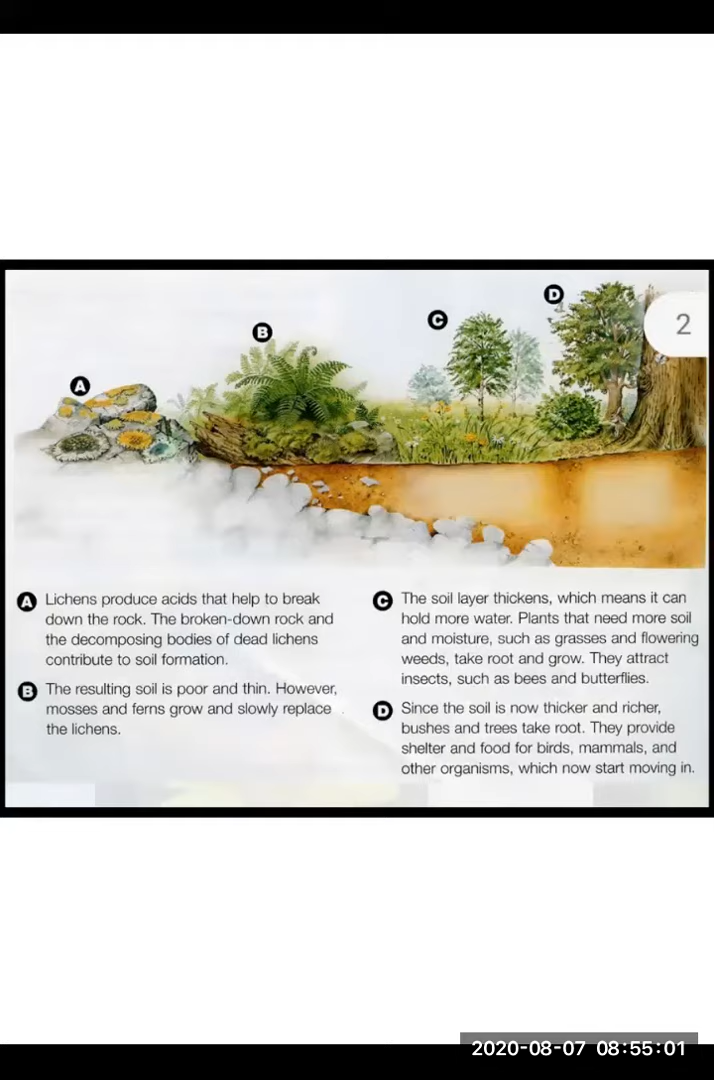 A
B
C
D
2
A Lichens produce acids that help to break
down the rock. The broken-down rock and
the decomposing bodies of dead lichens
contribute to soil formation.
B The resulting soil is poor and thin. However,
mosses and ferns grow and slowly replace
the lichens.
C The soil layer thickens, which means it can
hold more water. Plants that need more soil
and moisture, such as grasses and flowering
weeds, take root and grow. They attract
insects, such as bees and butterflies.
D Since the soil is now thicker and richer,
bushes and trees take root. They provide
shelter and food for birds, mammals, and
other organisms, which now start moving in.
2020-08-07 08:55:01